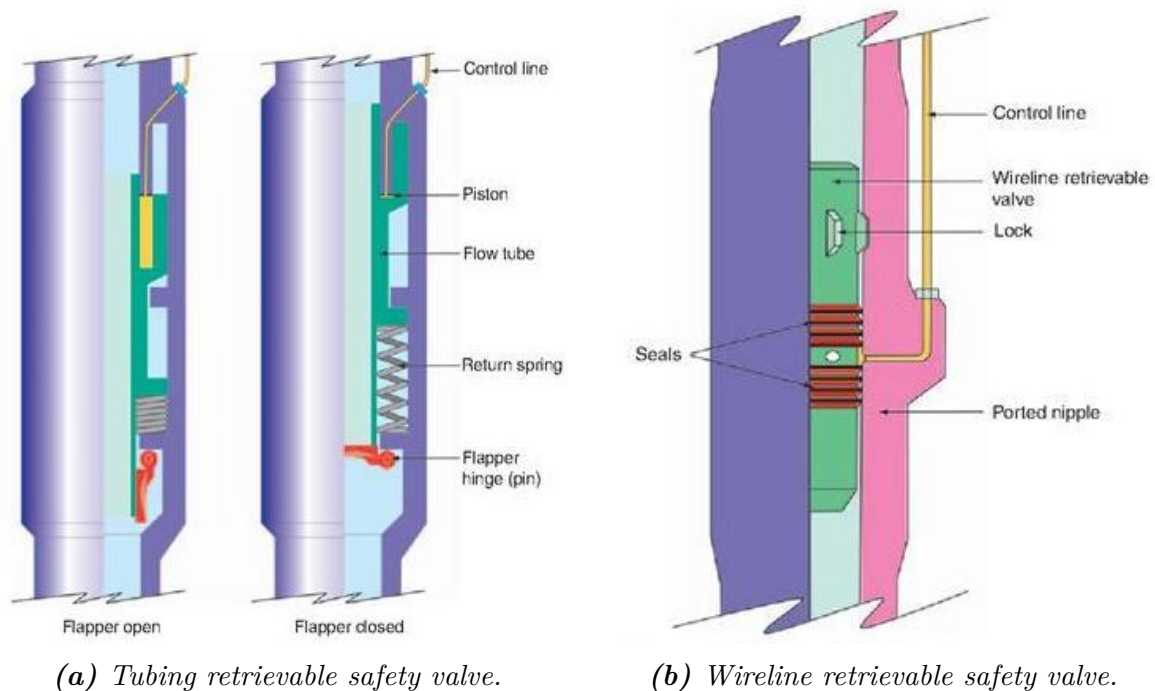 Control line
Piston
Flow tube
Return spring
Flapper
hinge (pin)
Flapper open
Flapper closed
(a) Tubing retrievable safety valve.
Control line
Wireline retrievable
valve
Lock
Seals
Ported nipple
(b) Wireline retrievable safety valve.